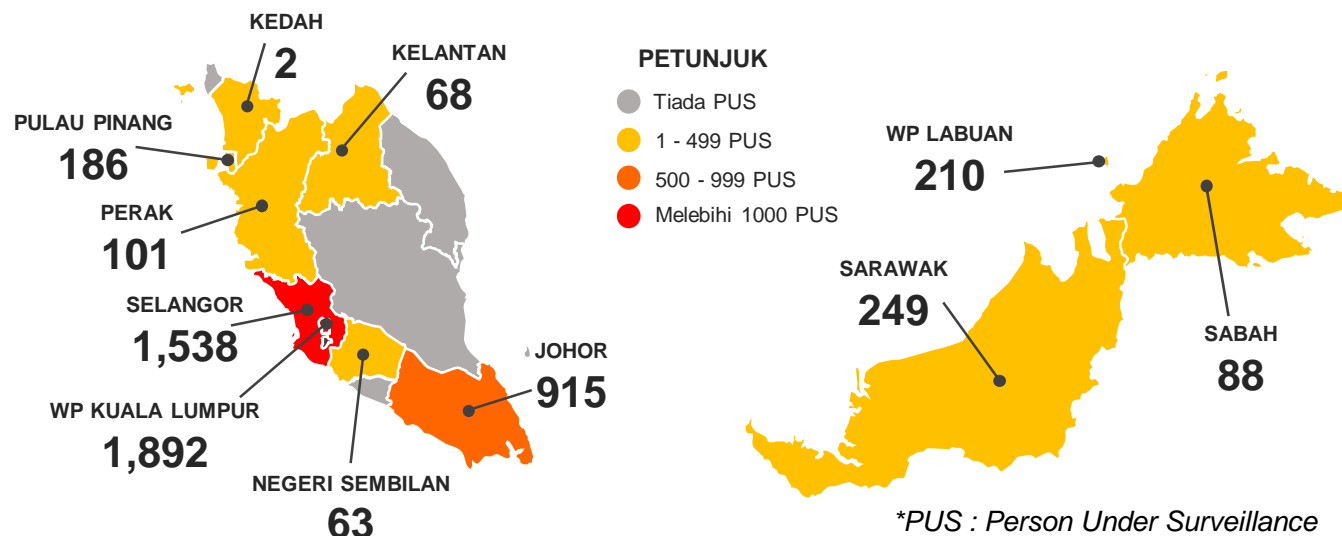 KEDAH
2
KELANTAN
68
PULAU PINANG
186
PERAK
101
SELANGOR
1,538
WP KUALA LUMPUR
1,892
NEGERI SEMBILAN
63
JOHOR
915
PETUNJUK
Tiada PUS
1 - 499 PUS
500 - 999 PUS
Melebihi 1000 PUS
WP LABUAN
210
SARAWAK
249
SABAH
88
*PUS : Person Under Surveillance